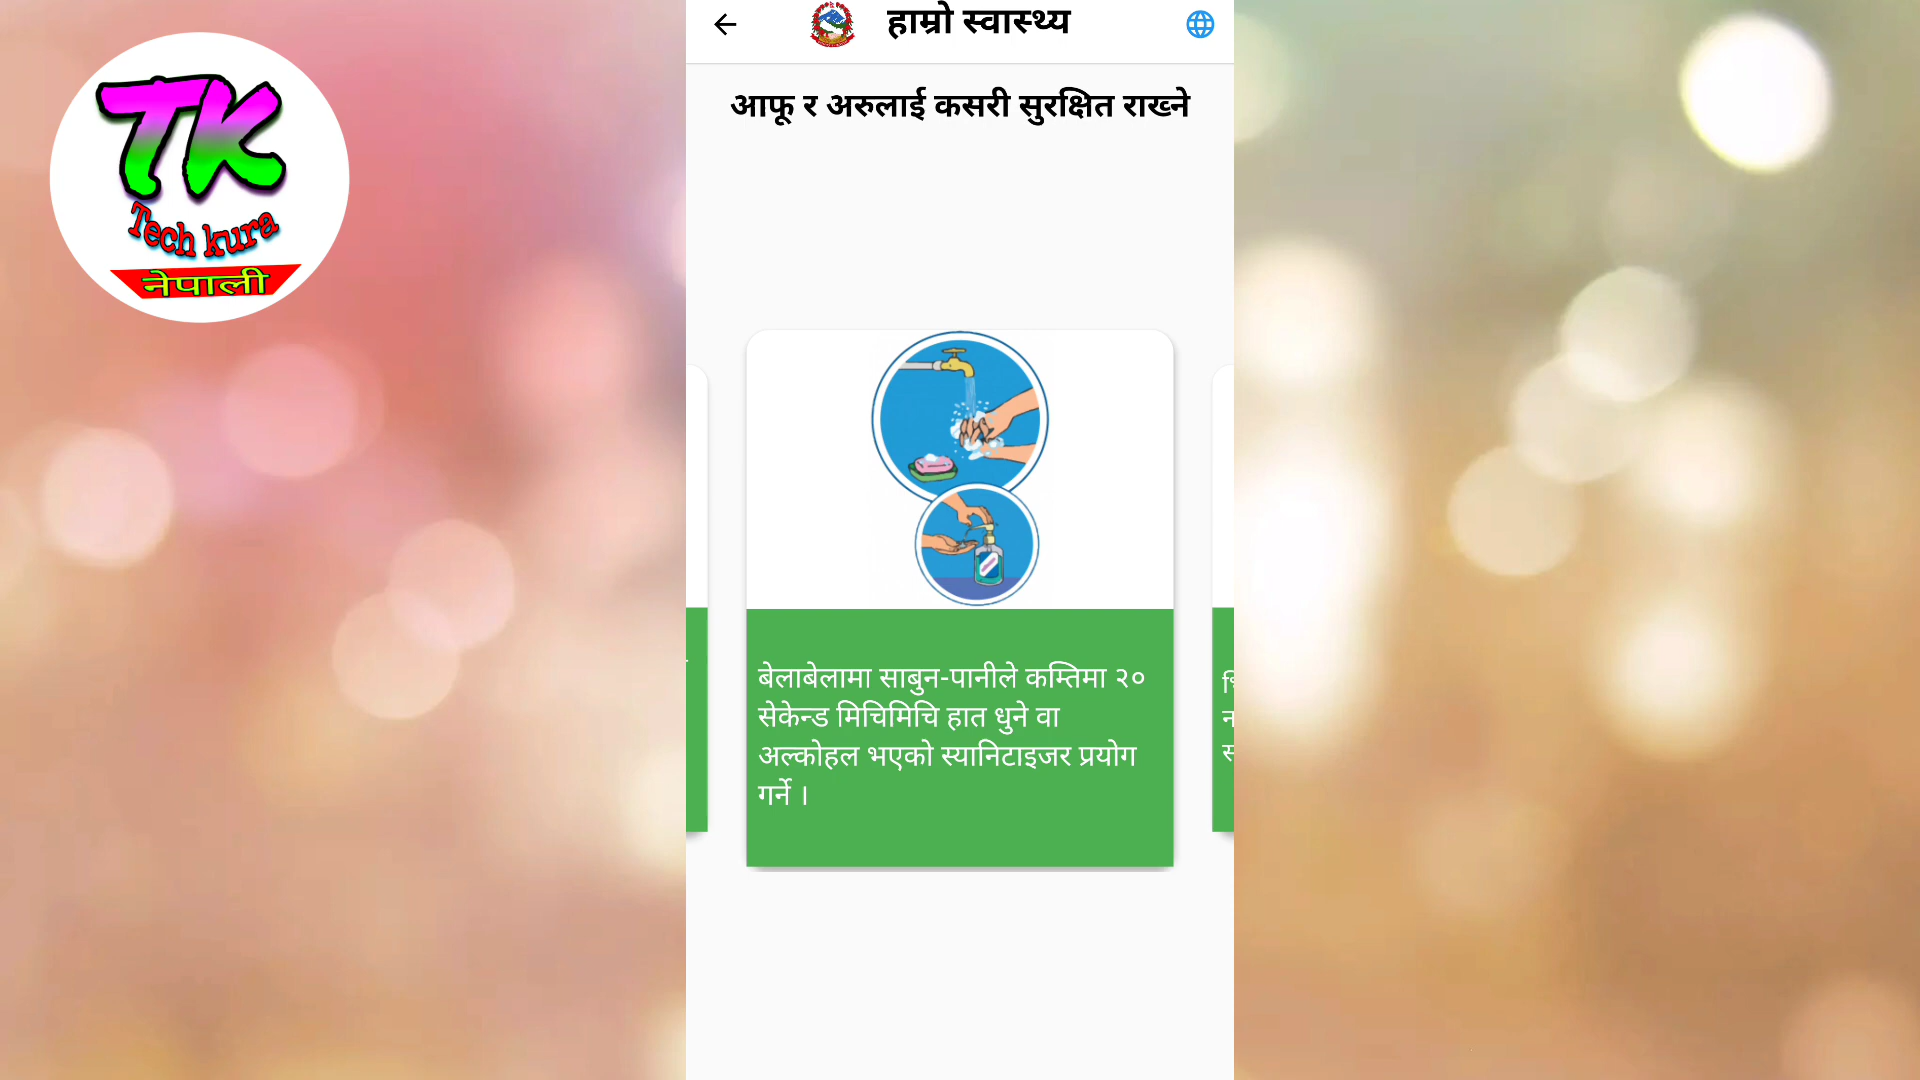 TK
Tech kura
नेपाली
हाम्रो स्वास्थ्य
आफू र अरुलाई कसरी सुरक्षित राख्ने
बेलाबेलामा साबुन-पानीले कम्तिमा २०
सेकेन्ड मिचिमिचि हात धुने वा
अल्कोहल भएको स्यानिटाइजर प्रयोग
गर्ने ।